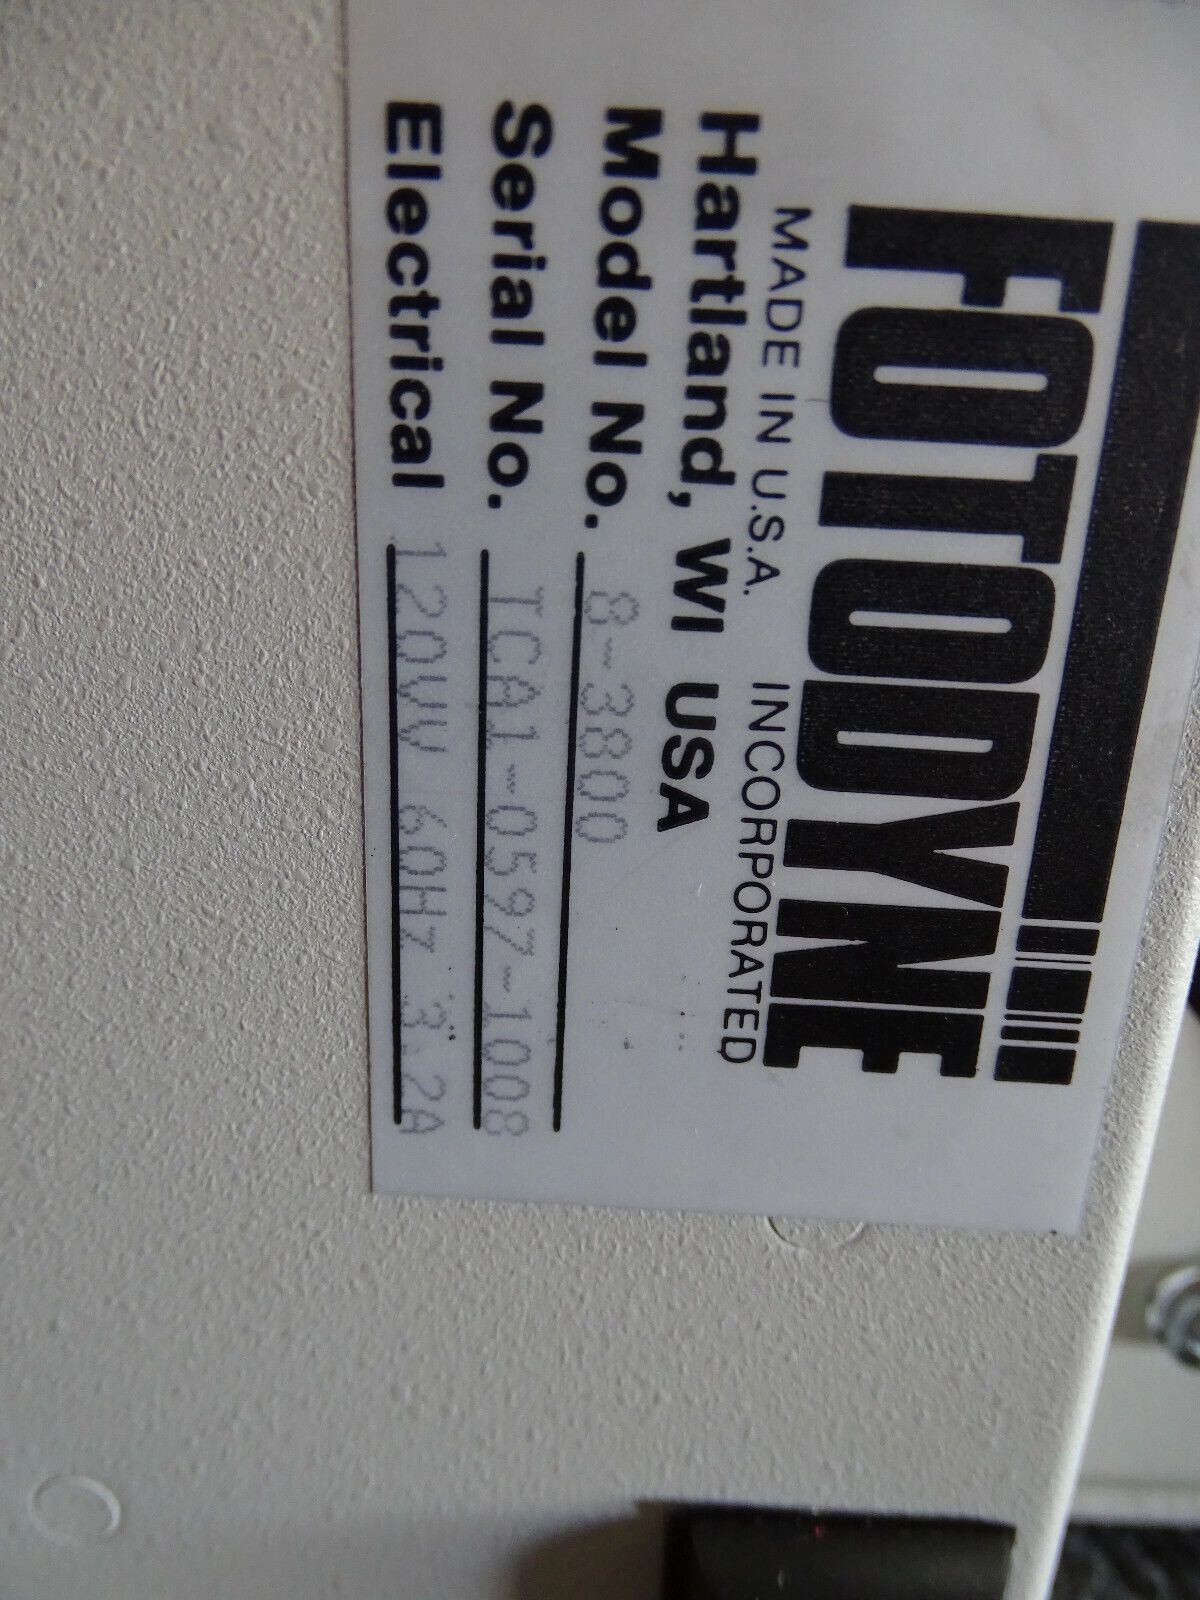 FOTODYNE
MADE IN U.S.A. INCORPORATED
Hartland, WI USA
Model No. 8-3800
Serial No. TCA1-0597-1008
Electrical 120VV 60Hz 3.2A